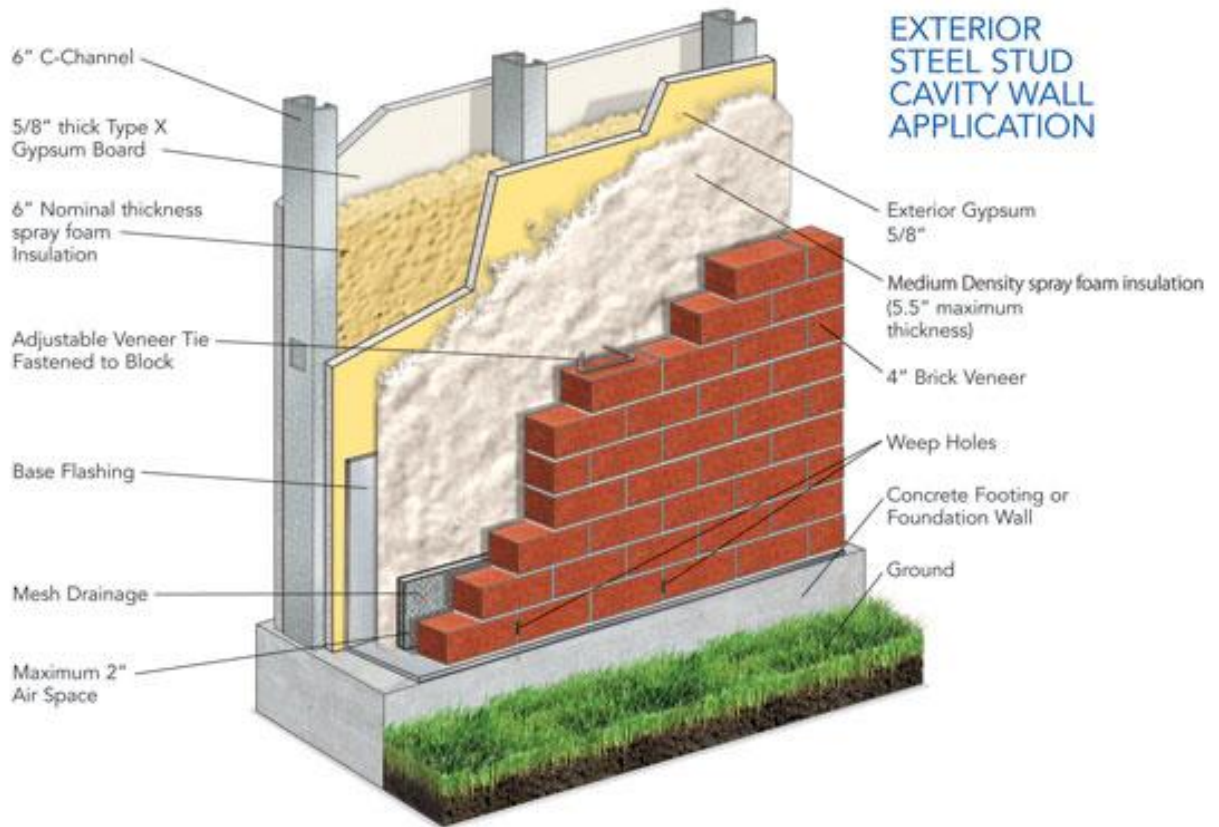 EXTERIOR
STEEL STUD
CAVITY WALL
APPLICATION
6" C-Channel
5/8" thick Type X
Gypsum Board
6" Nominal thickness
spray foam
Insulation
Adjustable Veneer Tie
Fastened to Block
Base Flashing
Mesh Drainage
Maximum 2"
Air Space
Exterior Gypsum
5/8"
Medium Density spray foam insulation
(5.5" maximum
thickness)
4" Brick Veneer
Weep Holes
Concrete Footing or
Foundation Wall
Ground